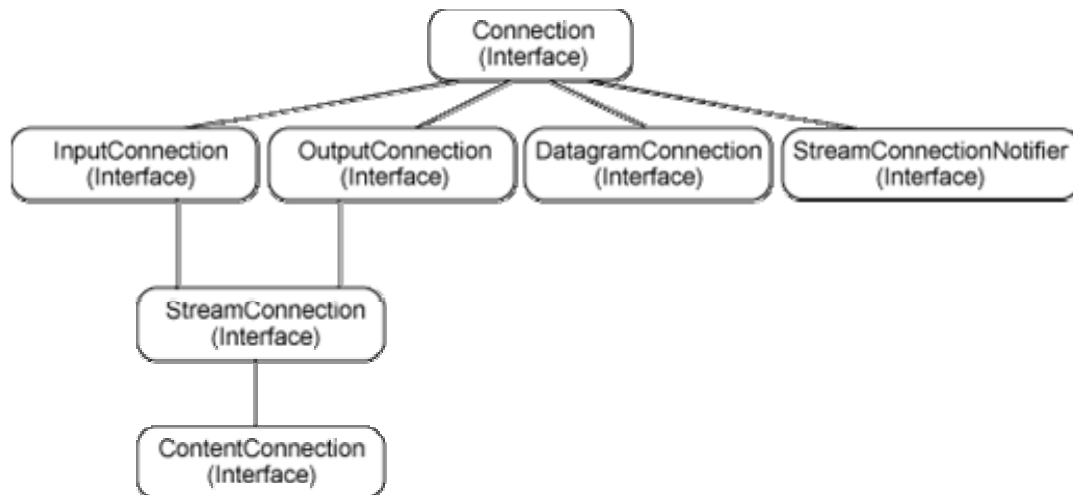 Connection
(Interface)
InputConnection
(Interface)
OutputConnection
(Interface)
DatagramConnection
(Interface)
StreamConnectionNotifier
(Interface)
StreamConnection
(Interface)
ContentConnection
(Interface)